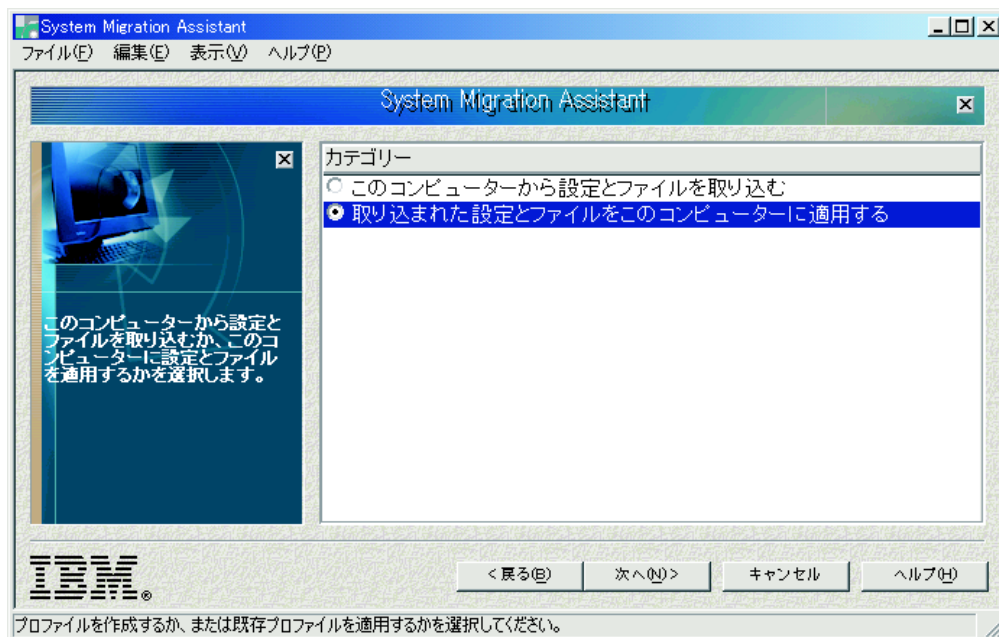 System Migration Assistant
ファイル(F) 編集(E) 表示(V) ヘルプ(P)
System Migration Assistant
カテゴリー
このコンピューターから設定とファイルを取り込む
取り込まれた設定とファイルをこのコンピューターに適用する
このコンピューターから設定と
ファイルを取り込むか、このコ
ンピューターに設定とファイル
を適用するかを選択します。
IBM®
<戻る(B) 次へ(N)> キャンセル ヘルプ(H)
プロファイルを作成するか、または既存プロファイルを適用するかを選択してください。